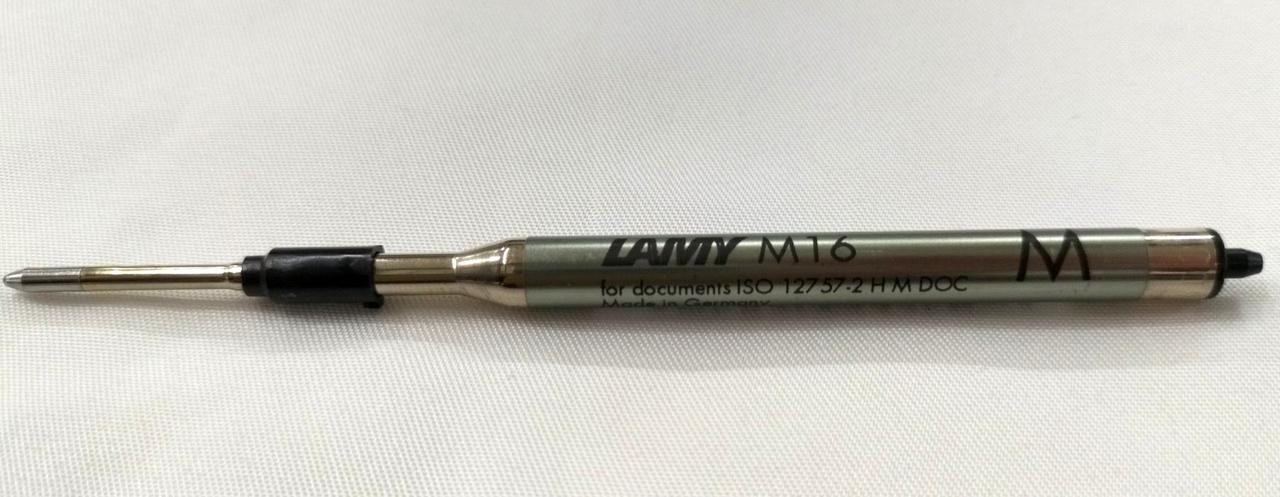 LAMY M16 M
for documents ISO 12757-2 H M DOC
Made in Germany